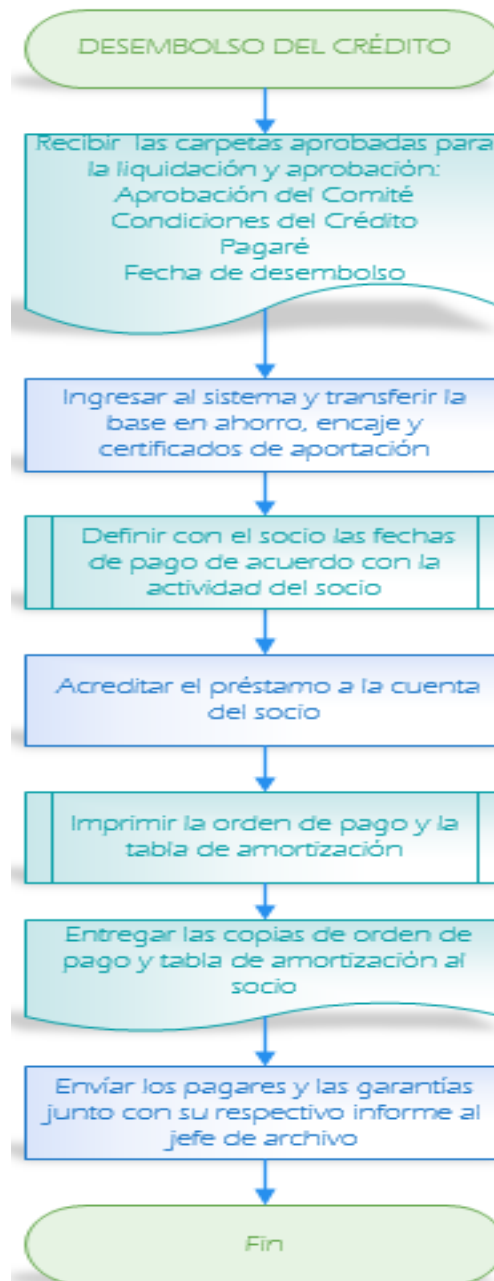 DESEMBOLSO DEL CRÉDITO
Recibir las carpetas aprobadas para
la liquidación y aprobación:
Aprobación del Comité
Condiciones del Crédito
Pagaré
Fecha de desembolso
Ingresar al sistema y transferir la
base en ahorro, encaje y
certificados de aportación
Definir con el socio las fechas
de pago de acuerdo con la
actividad del socio
Acreditar el préstamo a la cuenta
del socio
Imprimir la orden de pago y la
tabla de amortización
Entregar las copias de orden de
pago y tabla de amortización al
socio
Envíar los pagares y las garantías
junto con su respectivo informe al
jefe de archivo
Fin